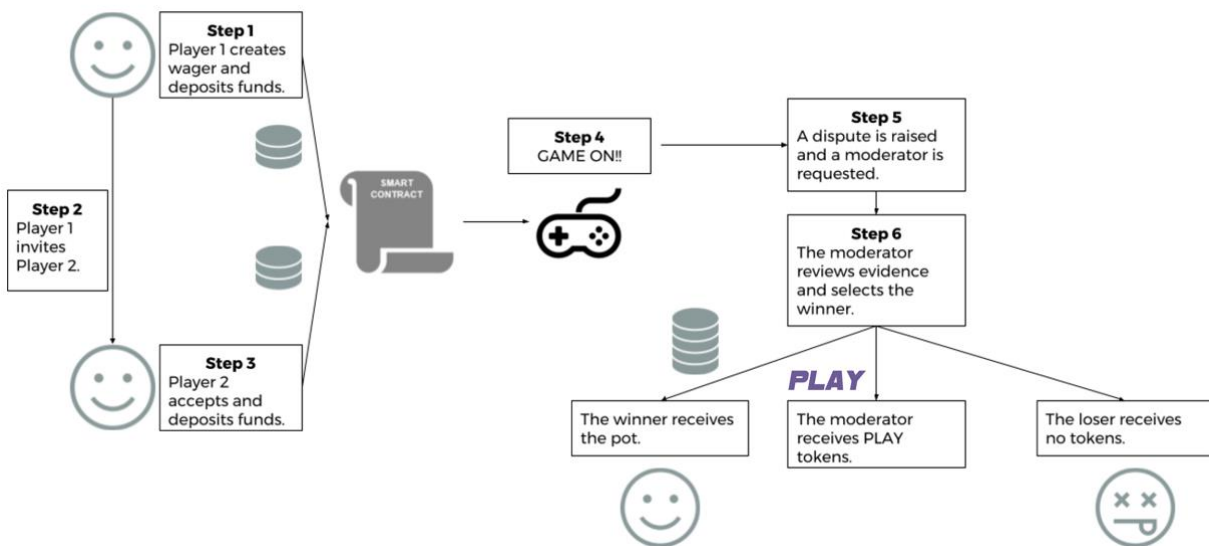 Step 1
Player 1 creates
wager and
deposits funds.
Step 2
Player 1
invites
Player 2.
Step 3
Player 2
accepts and
deposits funds.
SMART
CONTRACT
Step 4
GAME ON!!
Step 5
A dispute is raised
and a moderator is
requested.
Step 6
The moderator
reviews evidence
and selects the
winner.
PLAY
The winner receives
the pot.
The moderator
receives PLAY
tokens.
The loser receives
no tokens.